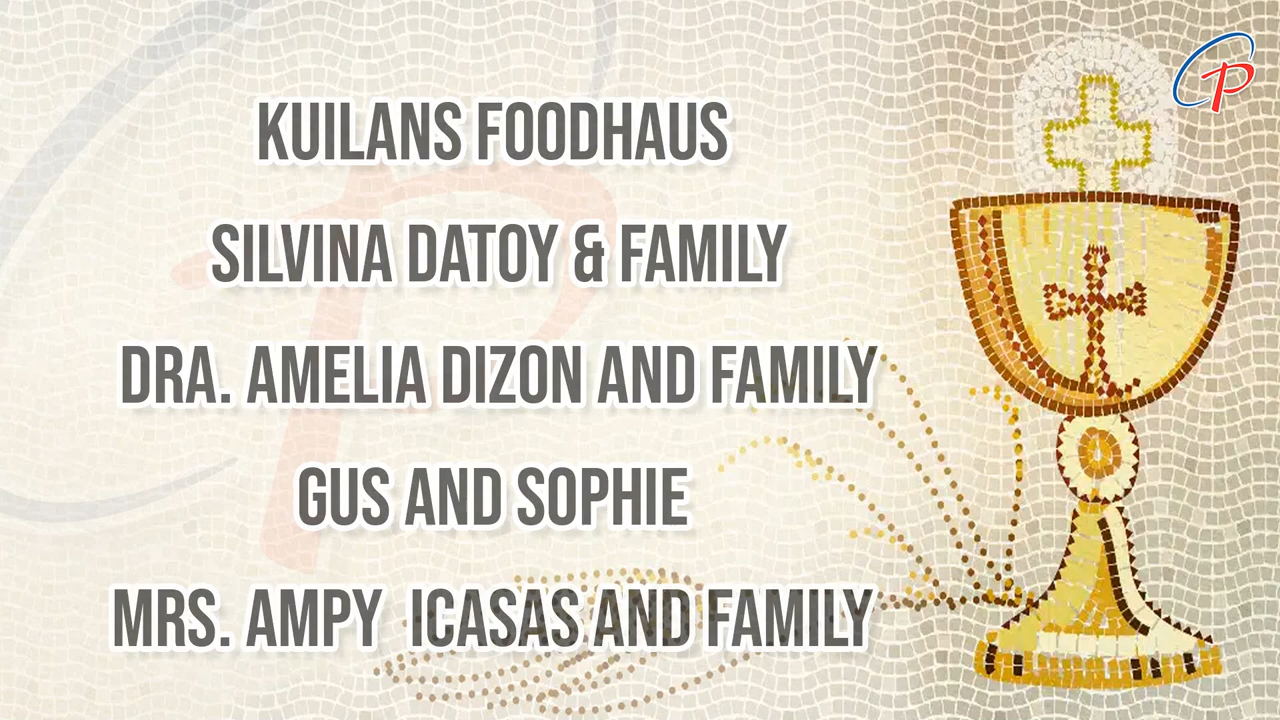 KUILANS FOODHAUS
SILVINA DATOY & FAMILY
DRA. AMELIA DIZON AND FAMILY
GUS AND SOPHIE
MRS. AMPY ICASAS AND FAMILY